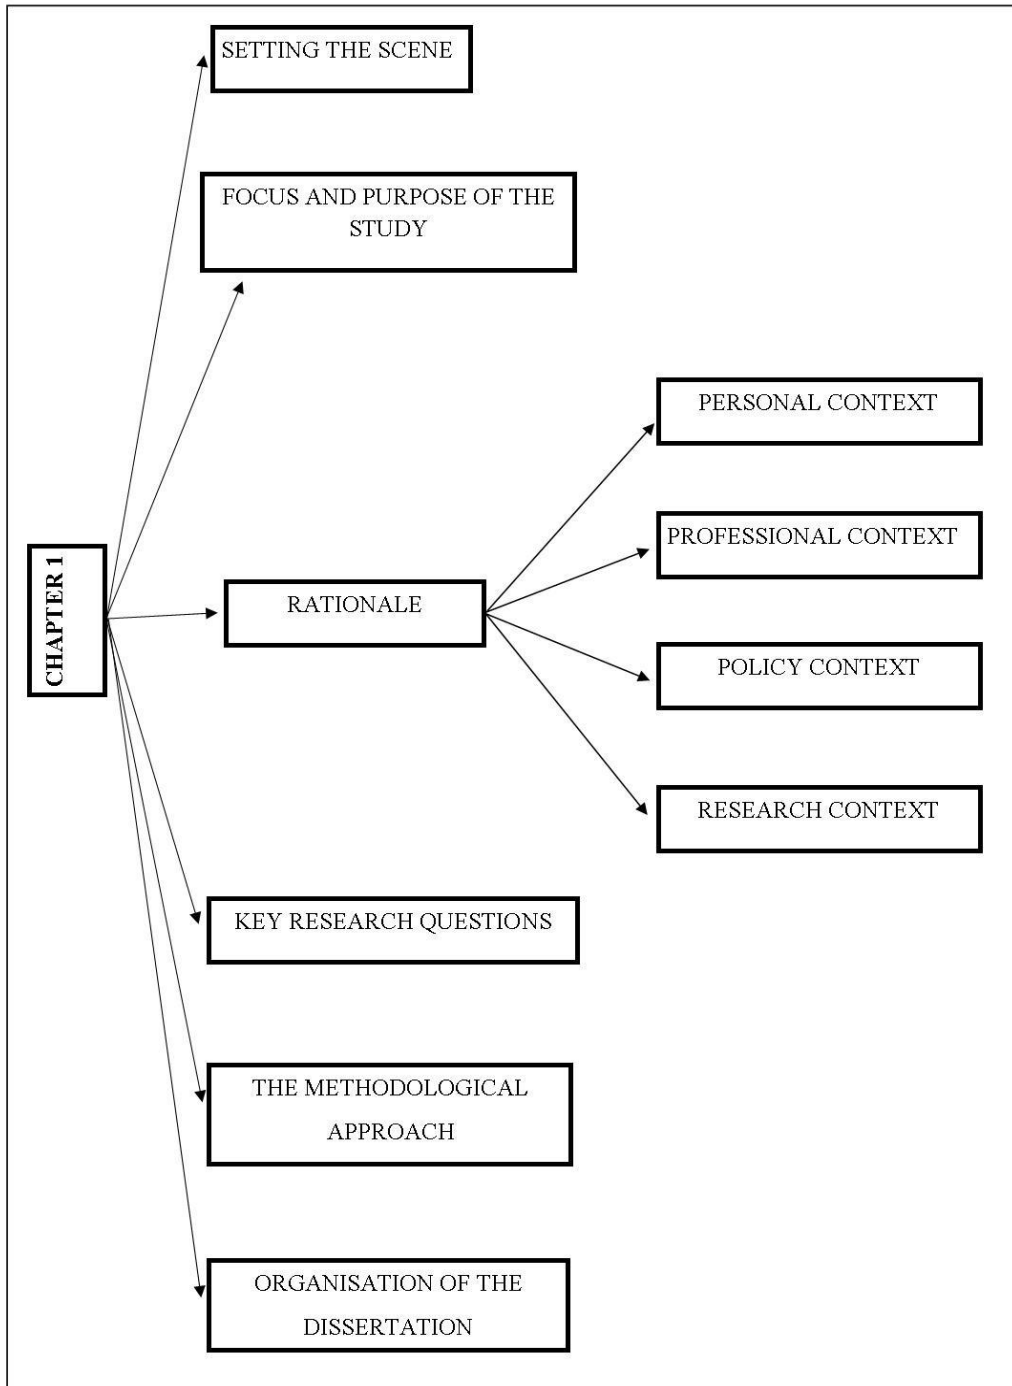 SETTING THE SCENE
FOCUS AND PURPOSE OF THE
STUDY
PERSONAL CONTEXT
PROFESSIONAL CONTEXT
CHAPTER 1
RATIONALE
POLICY CONTEXT
RESEARCH CONTEXT
KEY RESEARCH QUESTIONS
THE METHODOLOGICAL
APPROACH
ORGANISATION OF THE
DISSERTATION